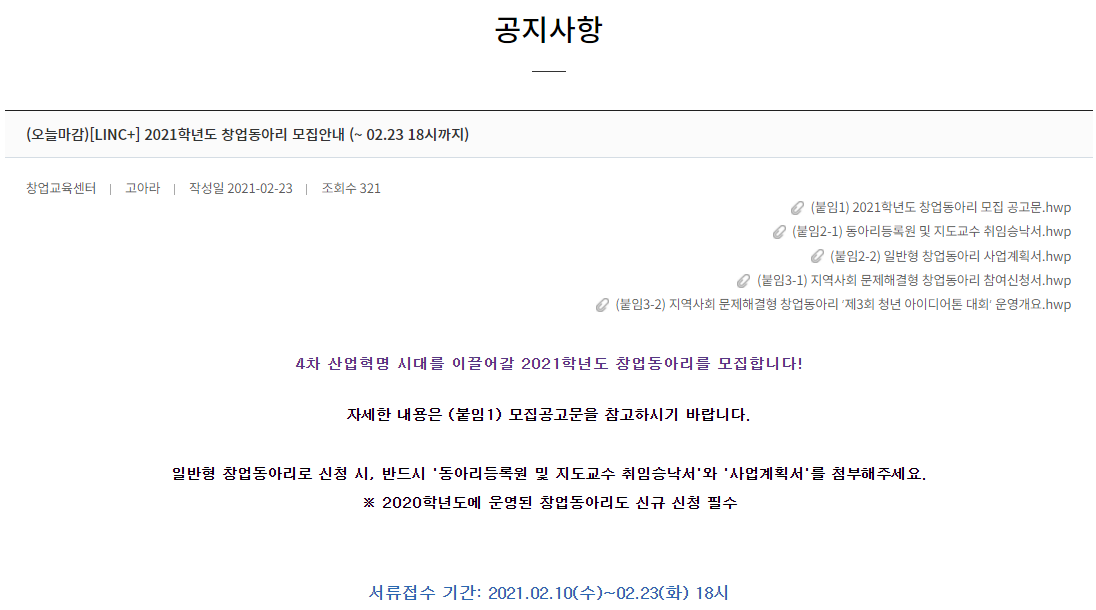 공지사항
(오늘마감)[LINC+] 2021학년도 창업동아리 모집안내 (~ 02.23 18시까지)
창업교육센터 | 고아라 | 작성일 2021-02-23 | 조회수 321
(붙임1) 2021학년도 창업동아리 모집 공고문.hwp
(붙임2-1) 동아리등록원 및 지도교수 취임승낙서.hwp
(붙임2-2) 일반형 창업동아리 사업계획서.hwp
(붙임3-1) 지역사회 문제해결형 창업동아리 참여신청서.hwp
(붙임3-2) 지역사회 문제해결형 창업동아리 '제3회 청년 아이디어톤 대회' 운영개요.hwp
4차 산업혁명 시대를 이끌어갈 2021학년도 창업동아리를 모집합니다!
자세한 내용은 (붙임1) 모집공고문을 참고하시기 바랍니다.
일반형 창업동아리로 신청 시, 반드시 '동아리등록원 및 지도교수 취임승낙서'와 '사업계획서'를 첨부해주세요.
※ 2020학년도에 운영된 창업동아리도 신규 신청 필수
서류접수 기간: 2021.02.10(수)~02.23(화) 18시